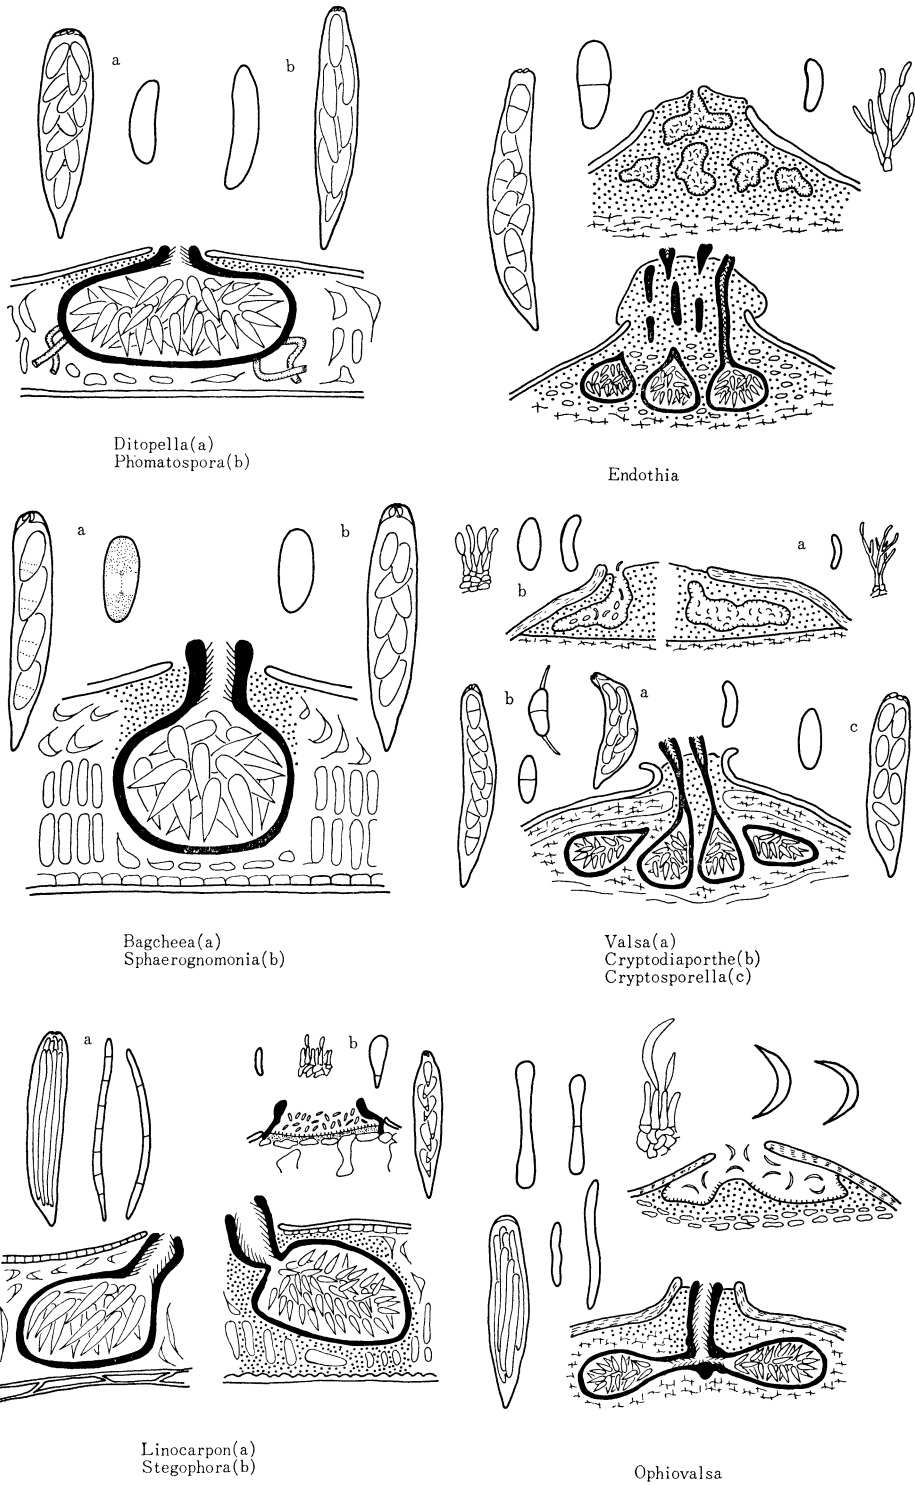 a
b
Ditopella(a)
Phomatospora(b)
Endothia
a
b
Bagcheea(a)
Sphaerognomonia(b)
a
b
b
a
c
Valsa(a)
Cryptodiaporthe(b)
Cryptosporella(c)
a
b
Linocarpon(a)
Stegophora(b)
Ophiovalsa